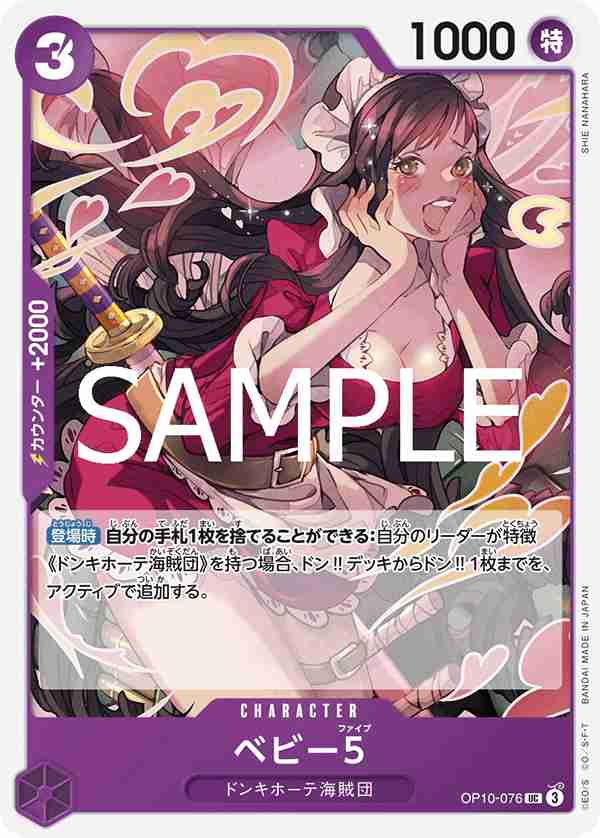 3
1000
特
SHIE NANAHARA
カウンター +2000
SAMPLE
登場時 自分の手札1枚を捨てることができる:自分のリーダーが特徴
《ドンキホーテ海賊団》を持つ場合、ドン!!デッキからドン!!1枚までを、
アクティブで追加する。
CHARACTER
ファイブ
ベビー5
ドンキホーテ海賊団
OP10-076 UC 3
©E.O/S ©O./S・F・T BANDAI MADE IN JAPAN